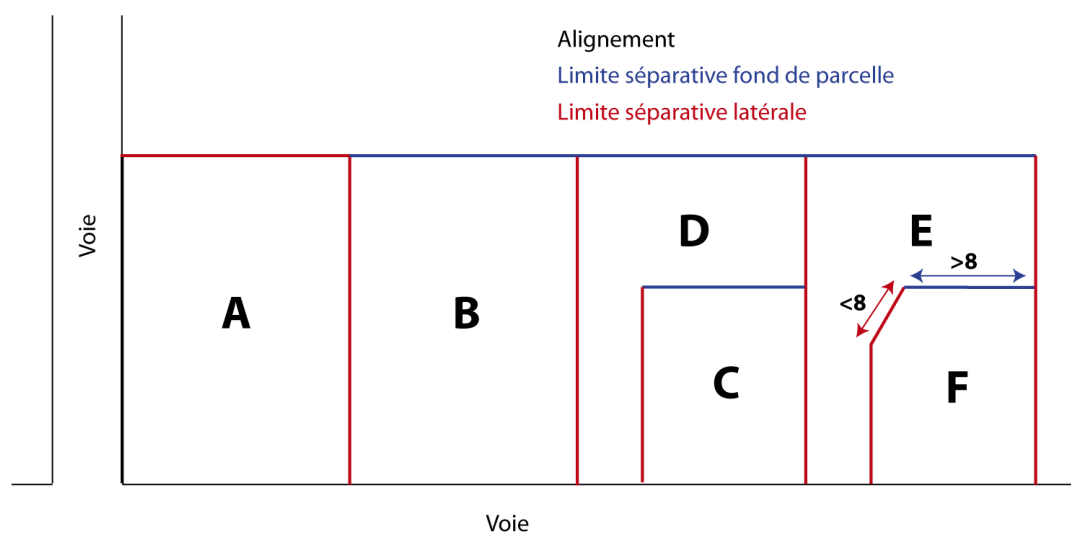 Alignement
Limite séparative fond de parcelle
Limite séparative latérale
Voie
D
E
>8
<8
A
B
C
F
Voie